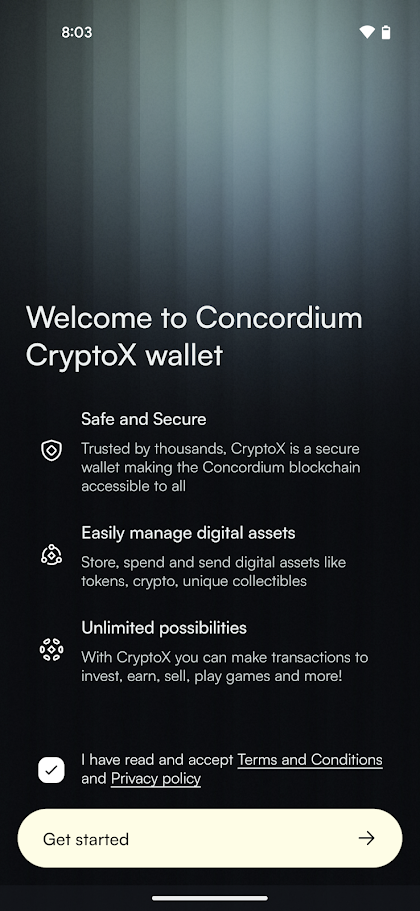 8:03
Welcome to Concordium
CryptoX wallet
Safe and Secure
Trusted by thousands, CryptoX is a secure
wallet making the Concordium blockchain
accessible to all
Easily manage digital assets
Store, spend and send digital assets like
tokens, crypto, unique collectibles
Unlimited possibilities
With CryptoX you can make transactions to
invest, earn, sell, play games and more!
I have read and accept Terms and Conditions
and Privacy policy
Get started